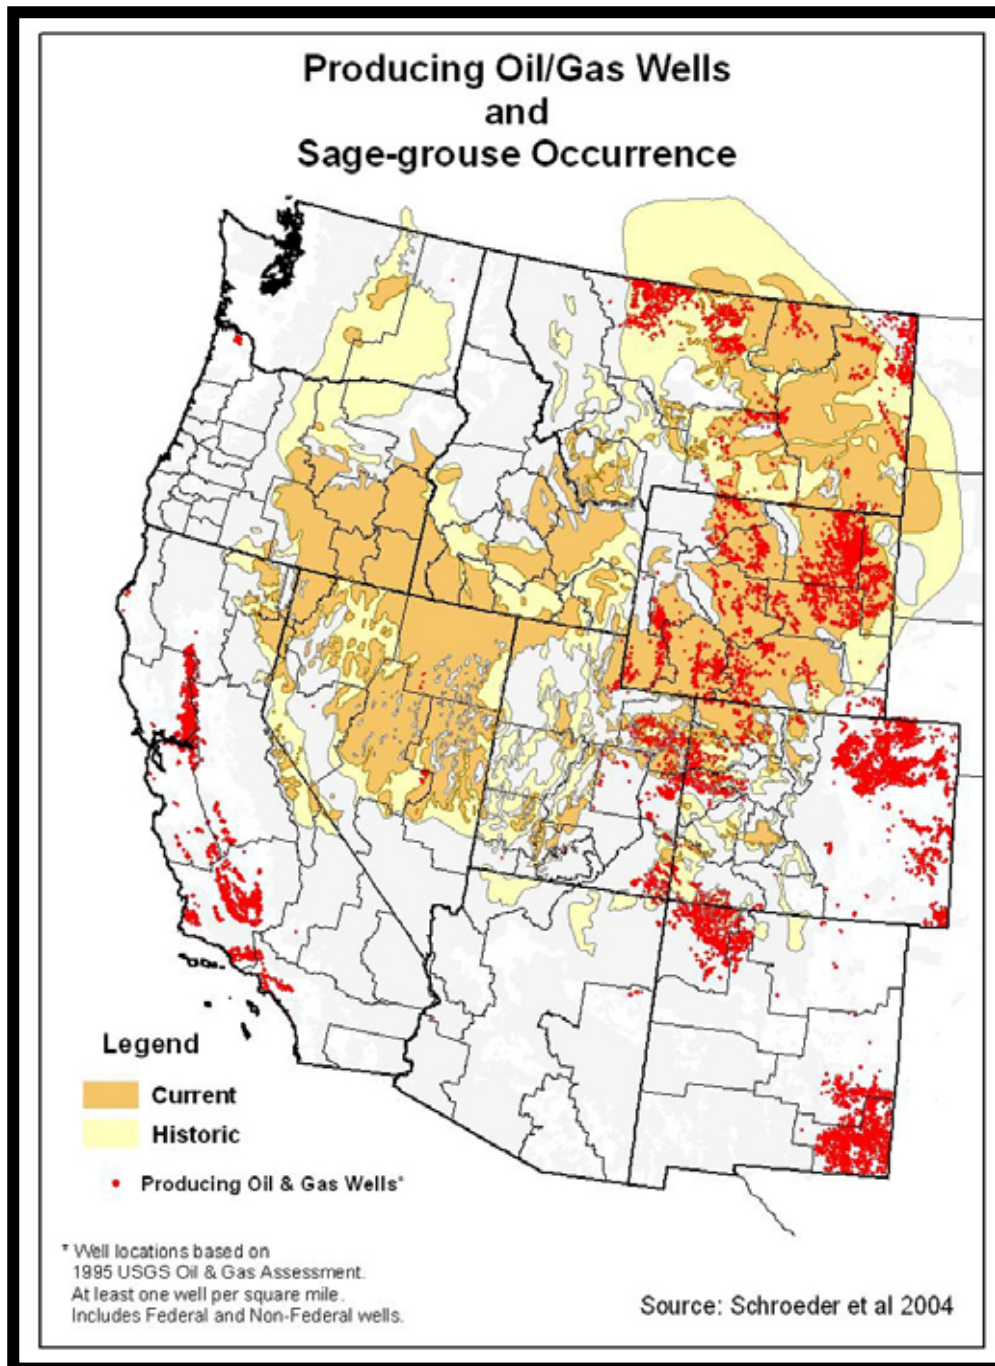 Producing Oil/Gas Wells
and
Sage-grouse Occurrence
Legend
Current
Historic
Producing Oil & Gas Wells*
* Well locations based on
1995 USGS Oil & Gas Assessment.
At least one well per square mile.
Includes Federal and Non-Federal wells.
Source: Schroeder et al 2004